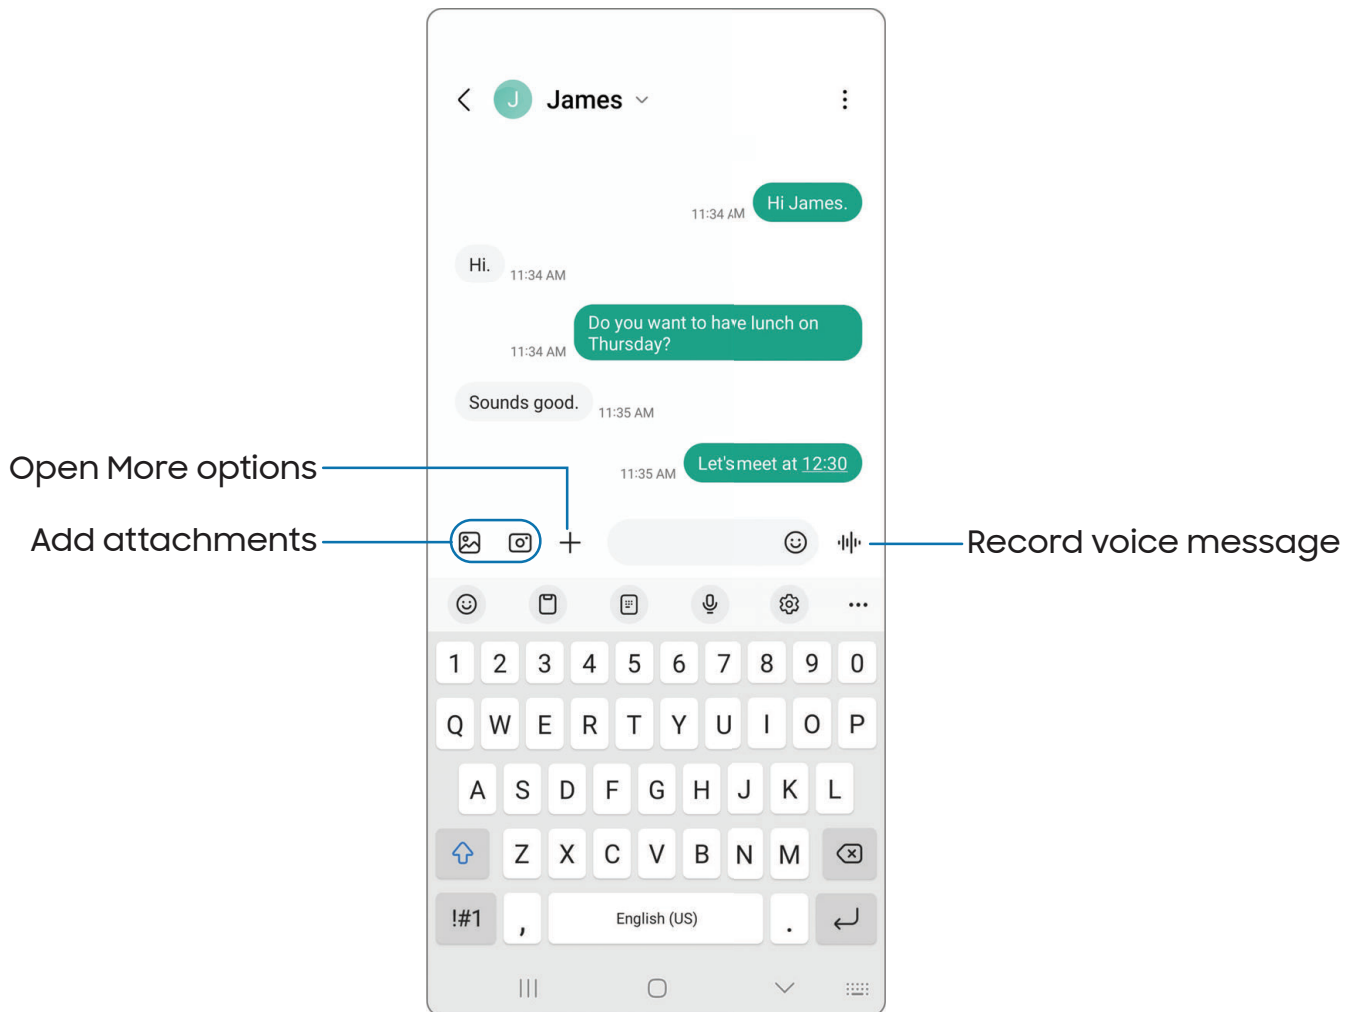 J James
Hi James.
11:34 AM
Hi.
11:34 AM
Do you want to have lunch on
Thursday?
11:34 AM
Sounds good.
11:35 AM
Let's meet at 12:30
11:35 AM
Open More options
Add attachments
Record voice message
1 2 3 4 5 6 7 8 9 0
Q W E R T Y U I O P
A S D F G H J K L
Z X C V B N M
!#1 , English (US) .